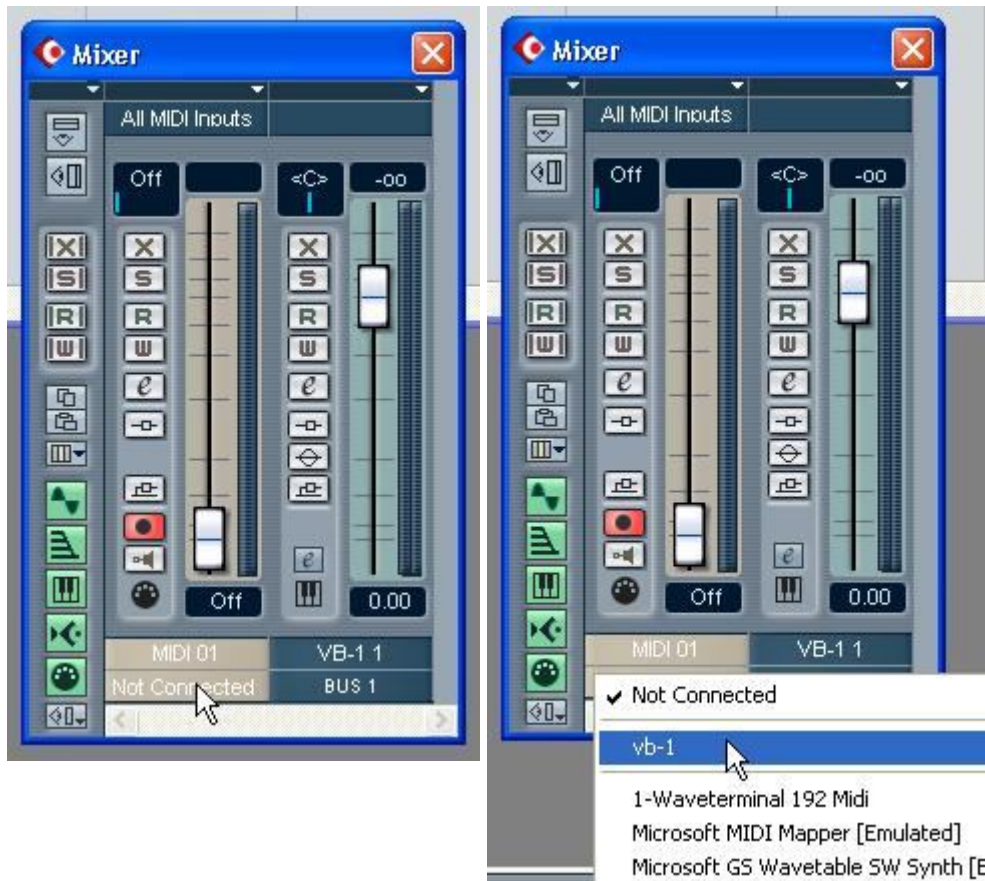 Mixer
All MIDI Inputs
Off
<C>
-oo
X
X
S
S
R
R
W
W
e
e
e
|X|
|S|
|R|
|W|
Off
0.00
MIDI 01
VB-1 1
Not Connected
BUS 1
Mixer
All MIDI Inputs
Off
<C>
-oo
X
X
S
S
R
R
W
W
e
e
e
|X|
|S|
|R|
|W|
Off
0.00
MIDI 01
VB-1 1
Not Connected
vb-1
1-Waveterminal 192 Midi
Microsoft MIDI Mapper [Emulated]
Microsoft GS Wavetable SW Synth [E